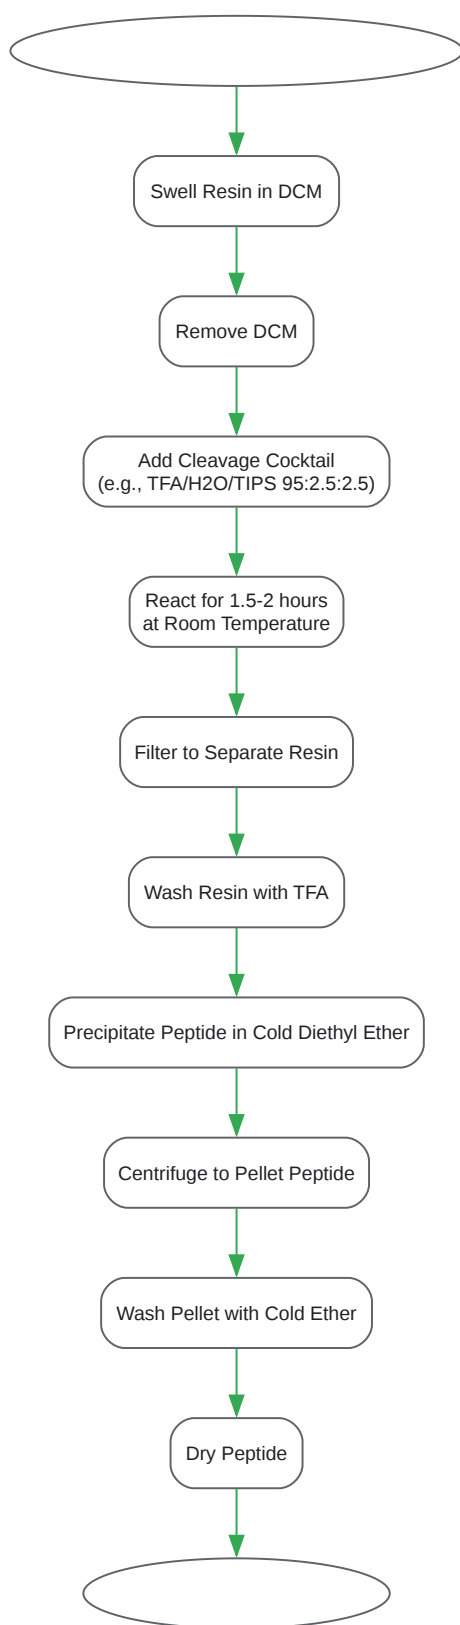 Swell Resin in DCM
Remove DCM
Add Cleavage Cocktail
(e.g., TFA/H2O/TIPS 95:2.5:2.5)
React for 1.5-2 hours
at Room Temperature
Filter to Separate Resin
Wash Resin with TFA
Precipitate Peptide in Cold Diethyl Ether
Centrifuge to Pellet Peptide
Wash Pellet with Cold Ether
Dry Peptide